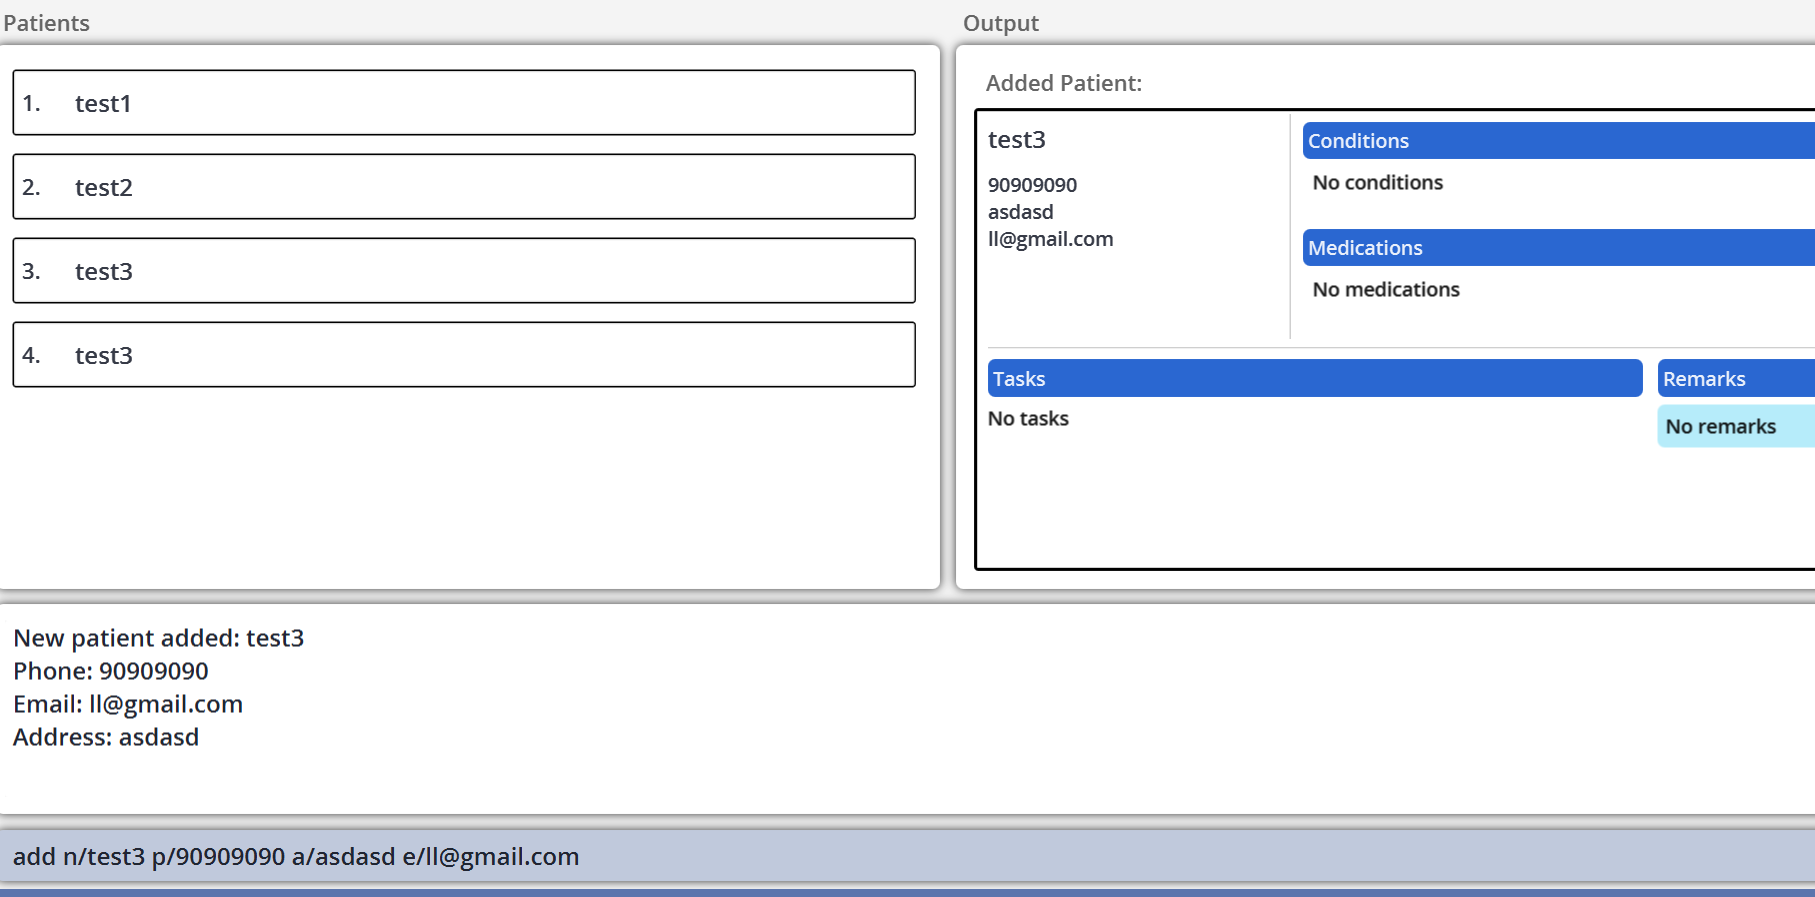 Patients
1. test1
2. test2
3. test3
4. test3
Output
Added Patient:
test3
90909090
asdasd
ll@gmail.com
Conditions
No conditions
Medications
No medications
Tasks
No tasks
Remarks
No remarks
New patient added: test3
Phone: 90909090
Email: ll@gmail.com
Address: asdasd
add n/test3 p/90909090 a/asdasd e/ll@gmail.com